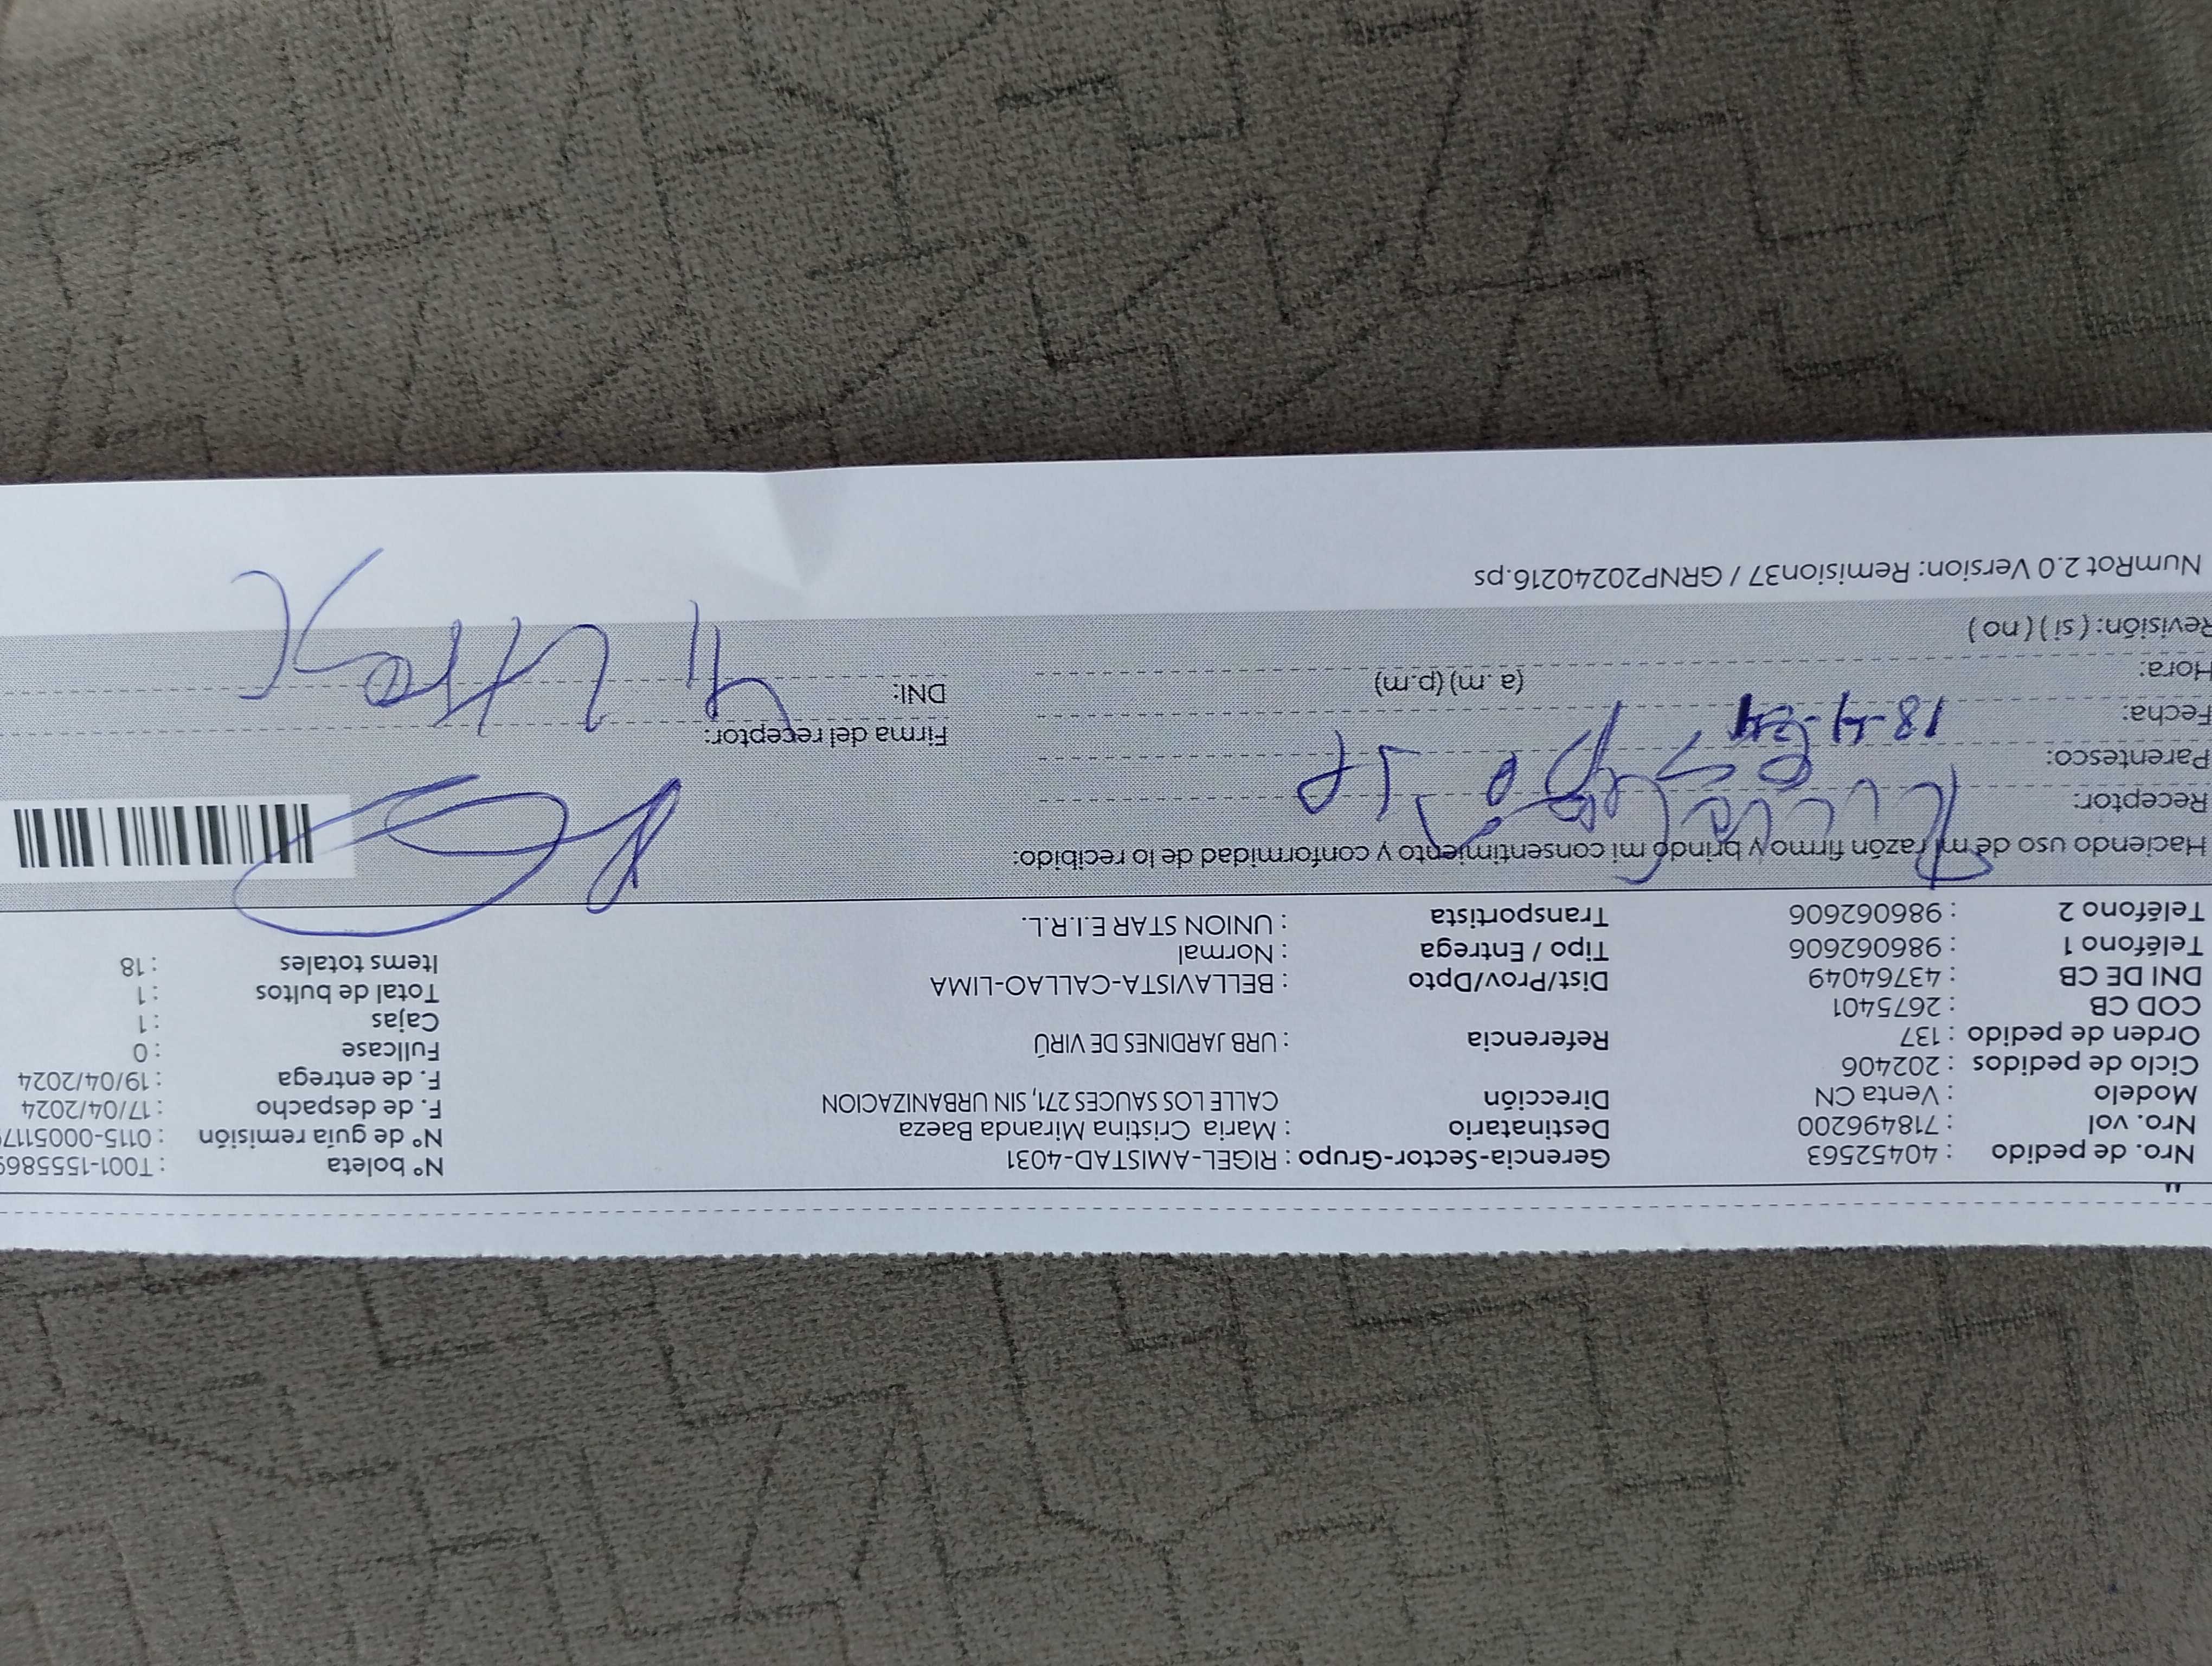 Nro. de pedido : 40452563 Gerencia-Sector-Grupo : RIGEL-AMISTAD-4031 N° boleta : T001-1555869
Nro. vol : 718496200 Destinatario : Maria Cristina Miranda Baeza N° de guía remisión : 0115-0005117
Modelo : Venta CN Dirección CALLE LOS SAUCES 271, SIN URBANIZACION F. de despacho : 17/04/2024
Ciclo de pedidos : 202406 F. de entrega : 19/04/2024
Orden de pedido : 137 Referencia : URB JARDINES DE VIRÚ Fullcase : 0
COD CB : 2675401 Cajas : 1
DNI DE CB : 43764049 Dist/Prov/Dpto : BELLAVISTA-CALLAO-LIMA Total de bultos : 1
Teléfono 1 : 986062606 Tipo / Entrega : Normal Items totales : 18
Teléfono 2 : 986062606 Transportista : UNION STAR E.I.R.L.
Haciendo uso de mi razón firmo y brindo mi consentimiento y conformidad de lo recibido:
Receptor:
Parentesco: Firma del receptor:
Fecha: 18-4-24
Hora: (a.m) (p.m) DNI:
Revisión: (si) (no)
NumRot 2.0 Version: Remision37 / GRNP20240216.ps